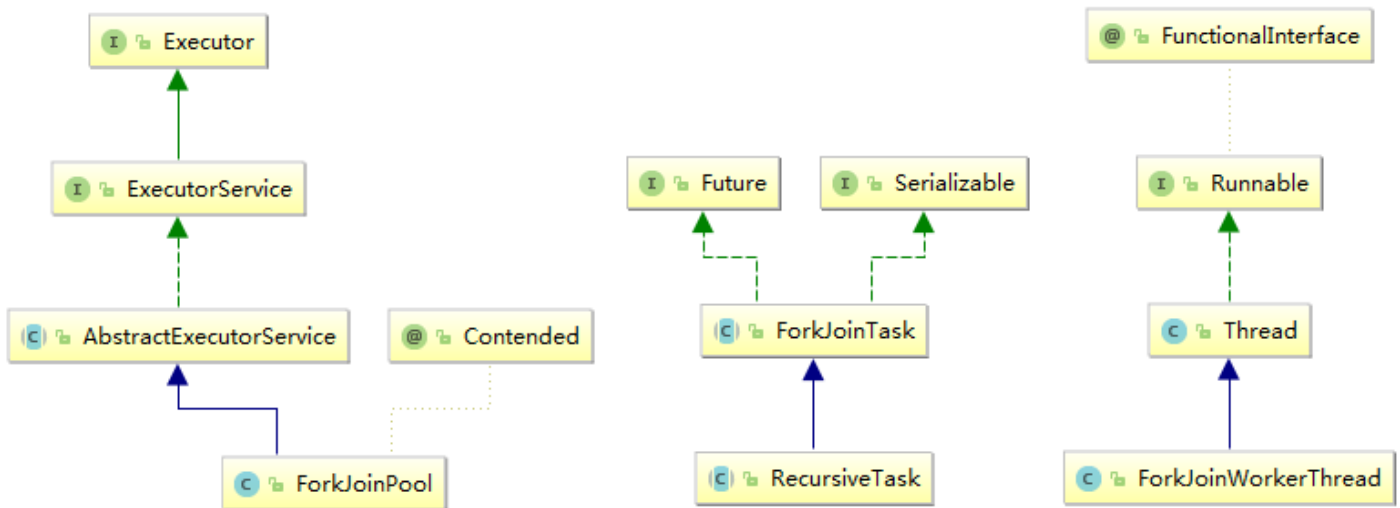 Executor
FunctionalInterface
ExecutorService
Future
Serializable
Runnable
AbstractExecutorService
Contended
ForkJoinTask
Thread
ForkJoinPool
RecursiveTask
ForkJoinWorkerThread